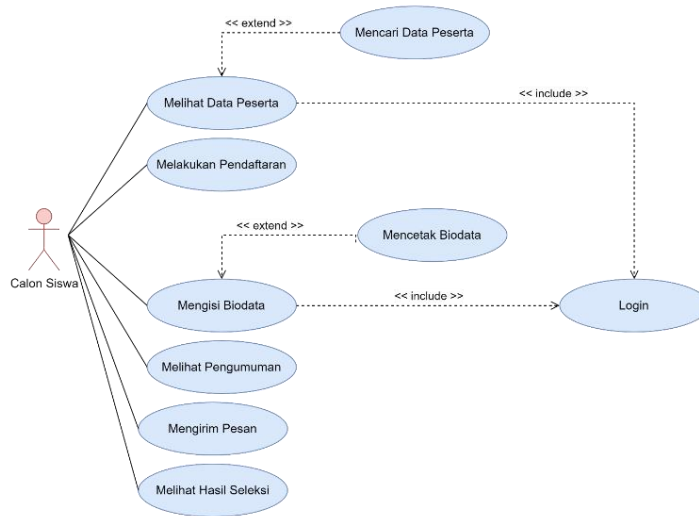 << extend >>
Mencari Data Peserta
Melihat Data Peserta
<< include >>
Melakukan Pendaftaran
<< extend >>
Mencetak Biodata
Calon Siswa
Mengisi Biodata
<< include >>
Login
Melihat Pengumuman
Mengirim Pesan
Melihat Hasil Seleksi